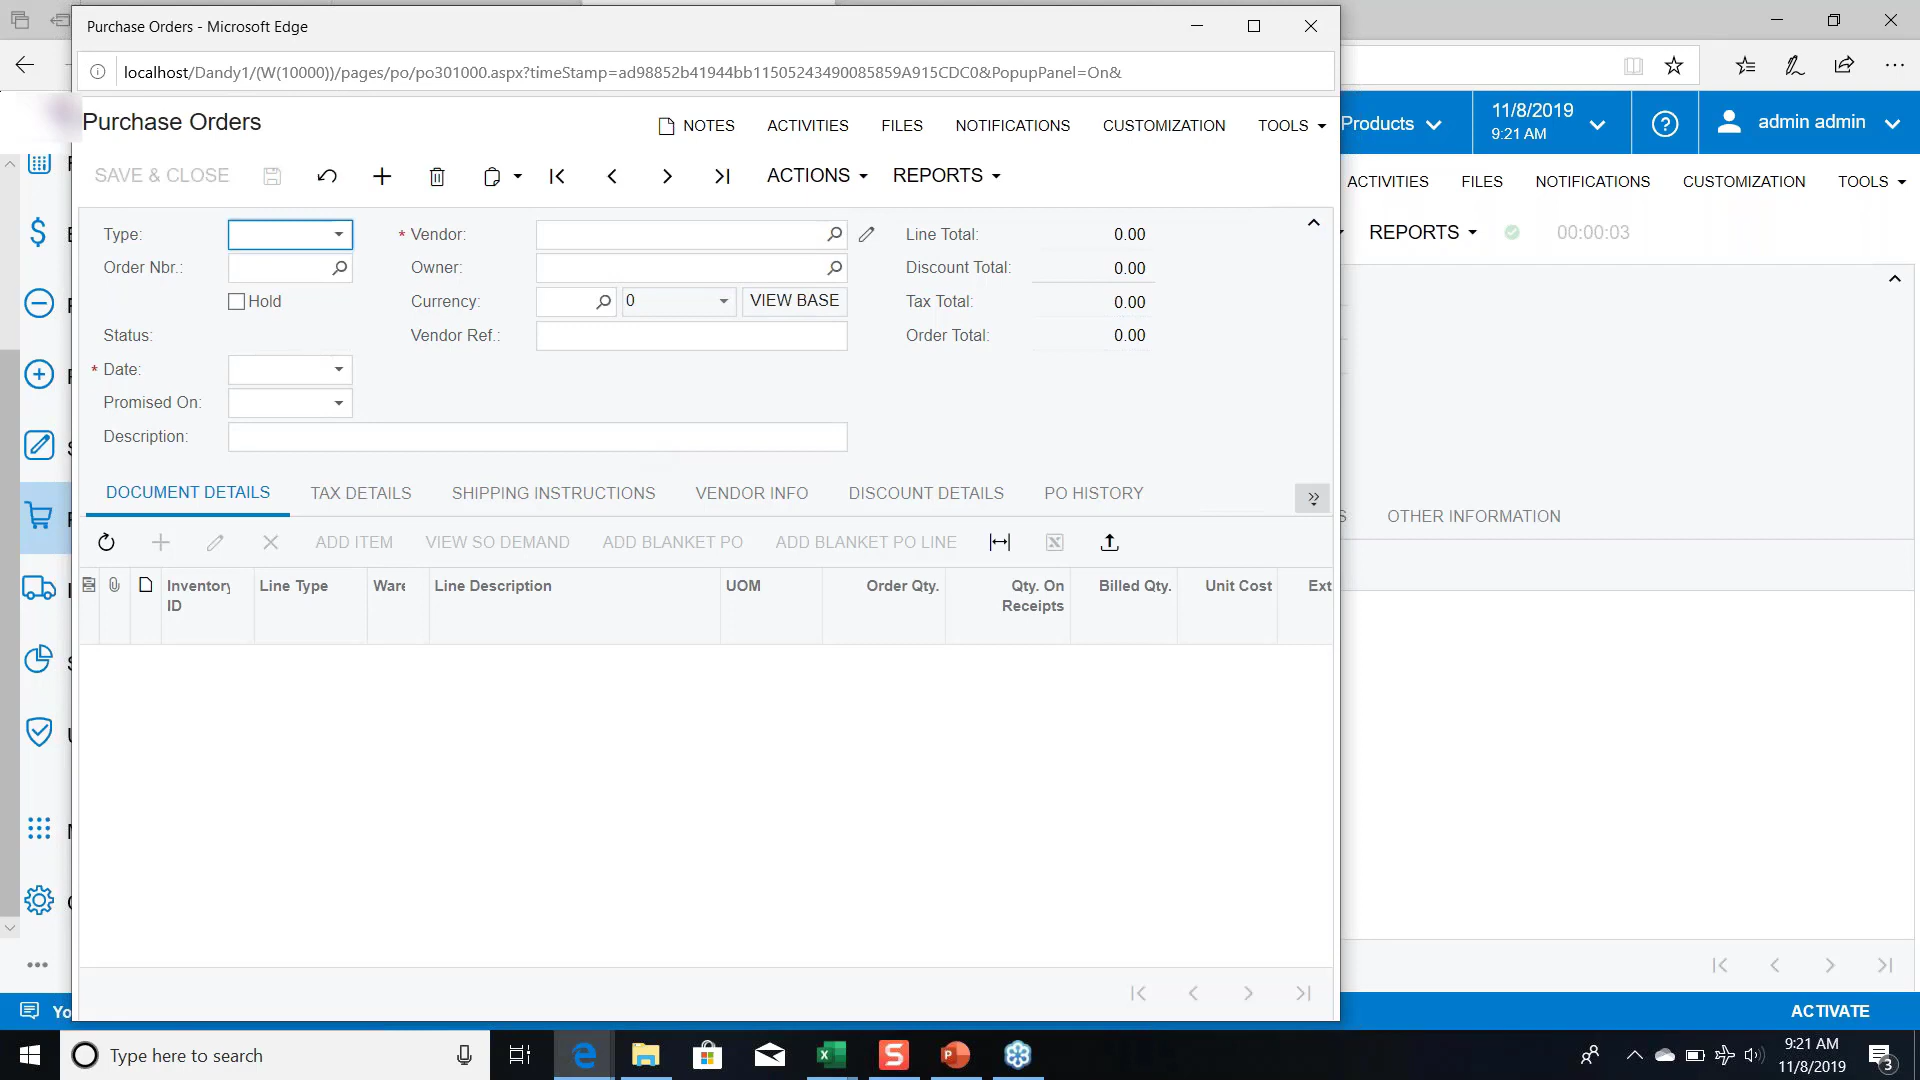 Purchase Orders - Microsoft Edge
localhost/Dandy1/(W(10000))/pages/po/po301000.aspx?timeStamp=ad98852b41944bb11505243490085859A915CDC0&PopupPanel=On&
Purchase Orders
NOTES ACTIVITIES FILES NOTIFICATIONS CUSTOMIZATION TOOLS
Products
11/8/2019
9:21 AM
admin admin
SAVE & CLOSE ACTIONS REPORTS
ACTIVITIES FILES NOTIFICATIONS CUSTOMIZATION TOOLS
REPORTS 00:00:03
Type: * Vendor: Line Total: 0.00
Order Nbr.: Owner: Discount Total: 0.00
Hold Currency: 0 VIEW BASE Tax Total: 0.00
Status: Vendor Ref.: Order Total: 0.00
* Date:
Promised On:
Description:
DOCUMENT DETAILS TAX DETAILS SHIPPING INSTRUCTIONS VENDOR INFO DISCOUNT DETAILS PO HISTORY
S OTHER INFORMATION
ADD ITEM VIEW SO DEMAND ADD BLANKET PO ADD BLANKET PO LINE
Inventory Line Type Ware Line Description UOM Order Qty. Qty. On Billed Qty. Unit Cost Ext
ID Receipts
Yo ACTIVATE
Type here to search
9:21 AM
11/8/2019
3